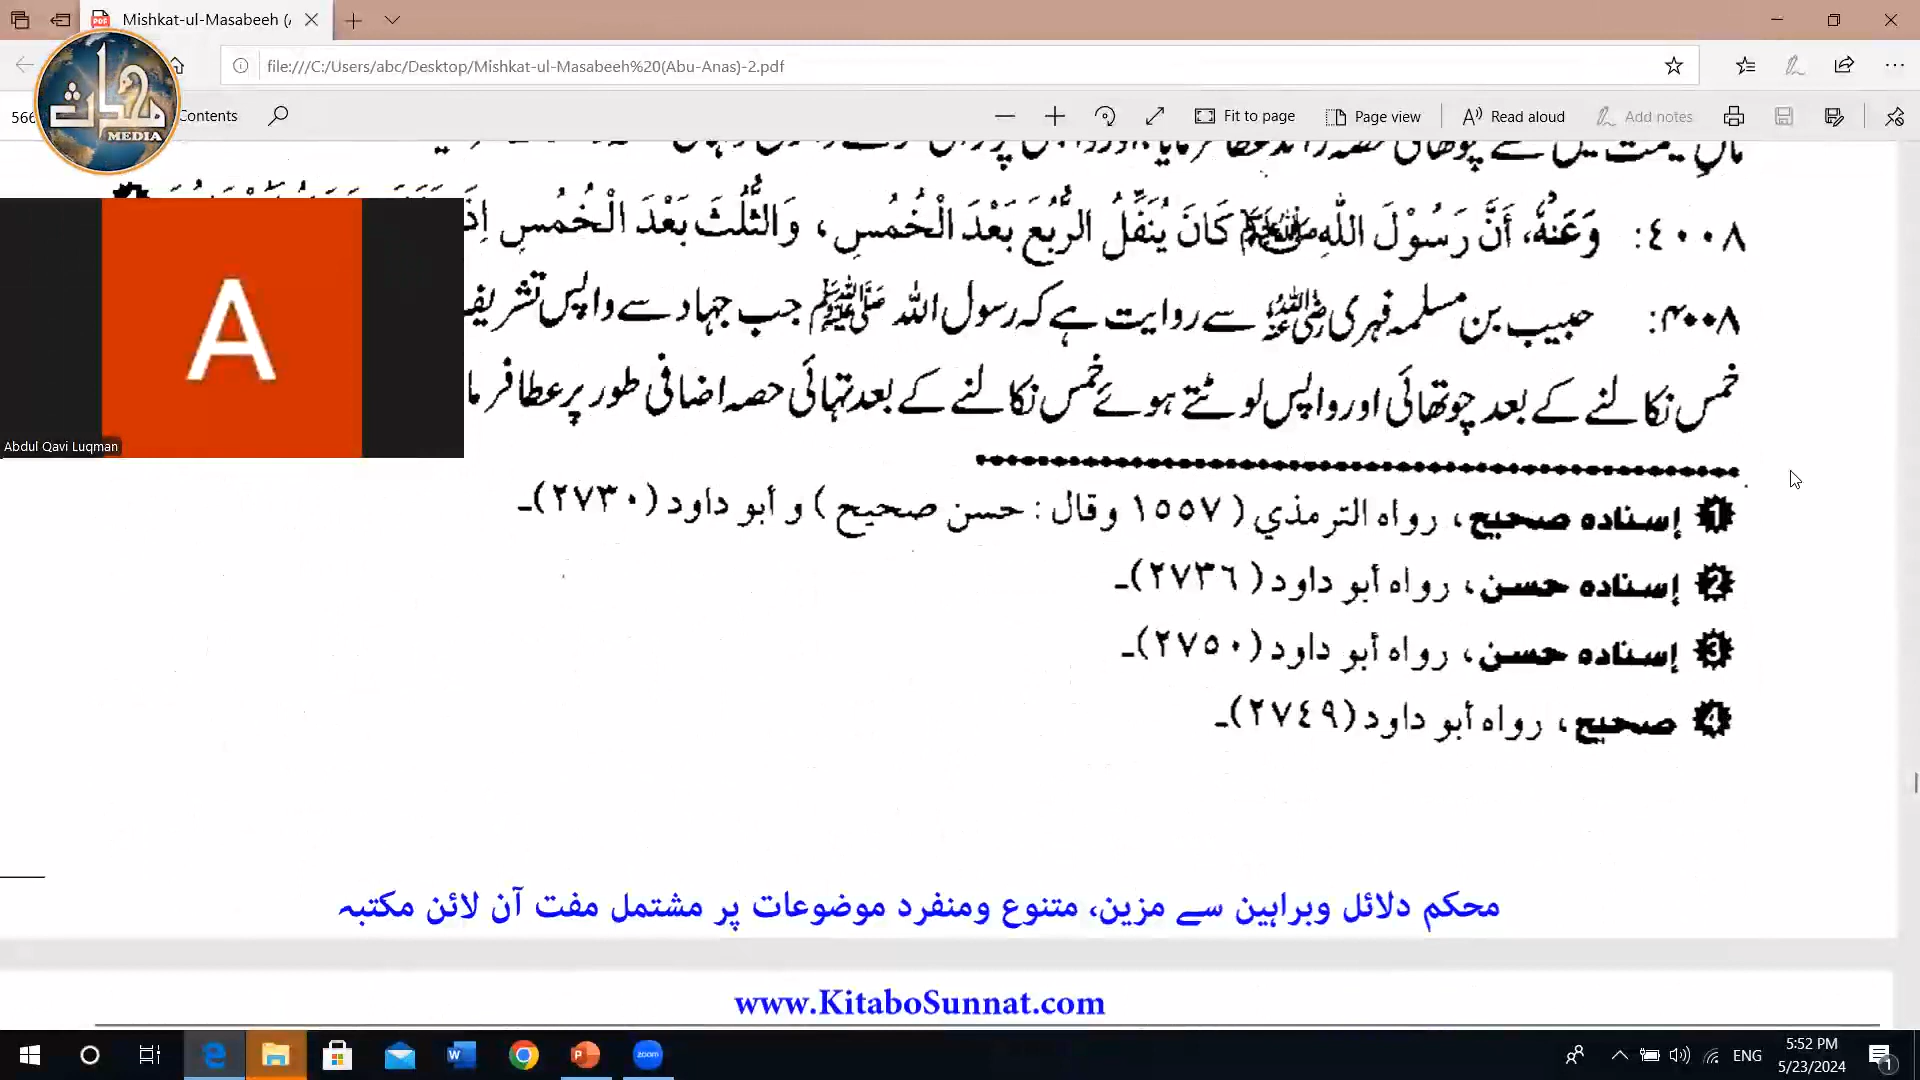 Mishkat-ul-Masabeeh (
file:///C:/Users/abc/Desktop/Mishkat-ul-Masabeeh%20(Abu-Anas)-2.pdf
MEDIA
566
Contents
Fit to page
Page view
Read aloud
Add notes
٤٠٠٨: وَعَنْهُ، أَنَّ رَسُوْلَ اللهِ ﷺ كَانَ يُنَفِّلُ الرُّبُعَ بَعْدَ الْخُمُسِ، وَالثُّلُثَ بَعْدَ الْخُمُسِ
۴۰۰۸: حبیب بن مسلمہ فہری رضی اللہ عنہ سے روایت ہے کہ رسول اللہ ﷺ جب جہاد سے واپس
خمس نکالنے کے بعد چوتھائی اور واپس لوٹتے ہوئے خمس نکالنے کے بعد تہائی حصہ اضافی طور پر عطا
A
Abdul Qavi Luqman
1 إسناده صحيح، رواه الترمذي (١٥٥٧ وقال: حسن صحيح) و أبو داود (٢٧٣٠)۔
2 إسناده حسن، رواه أبو داود (٢٧٣٦)۔
3 إسناده حسن، رواه أبو داود (٢٧٥٠)۔
4 صحيح، رواه أبو داود (٢٧٤٩)۔
محکم دلائل وبراہین سے مزین، متنوع ومنفرد موضوعات پر مشتمل مفت آن لائن مکتبہ
www.KitaboSunnat.com
zoom
ENG
5:52 PM
5/23/2024
1